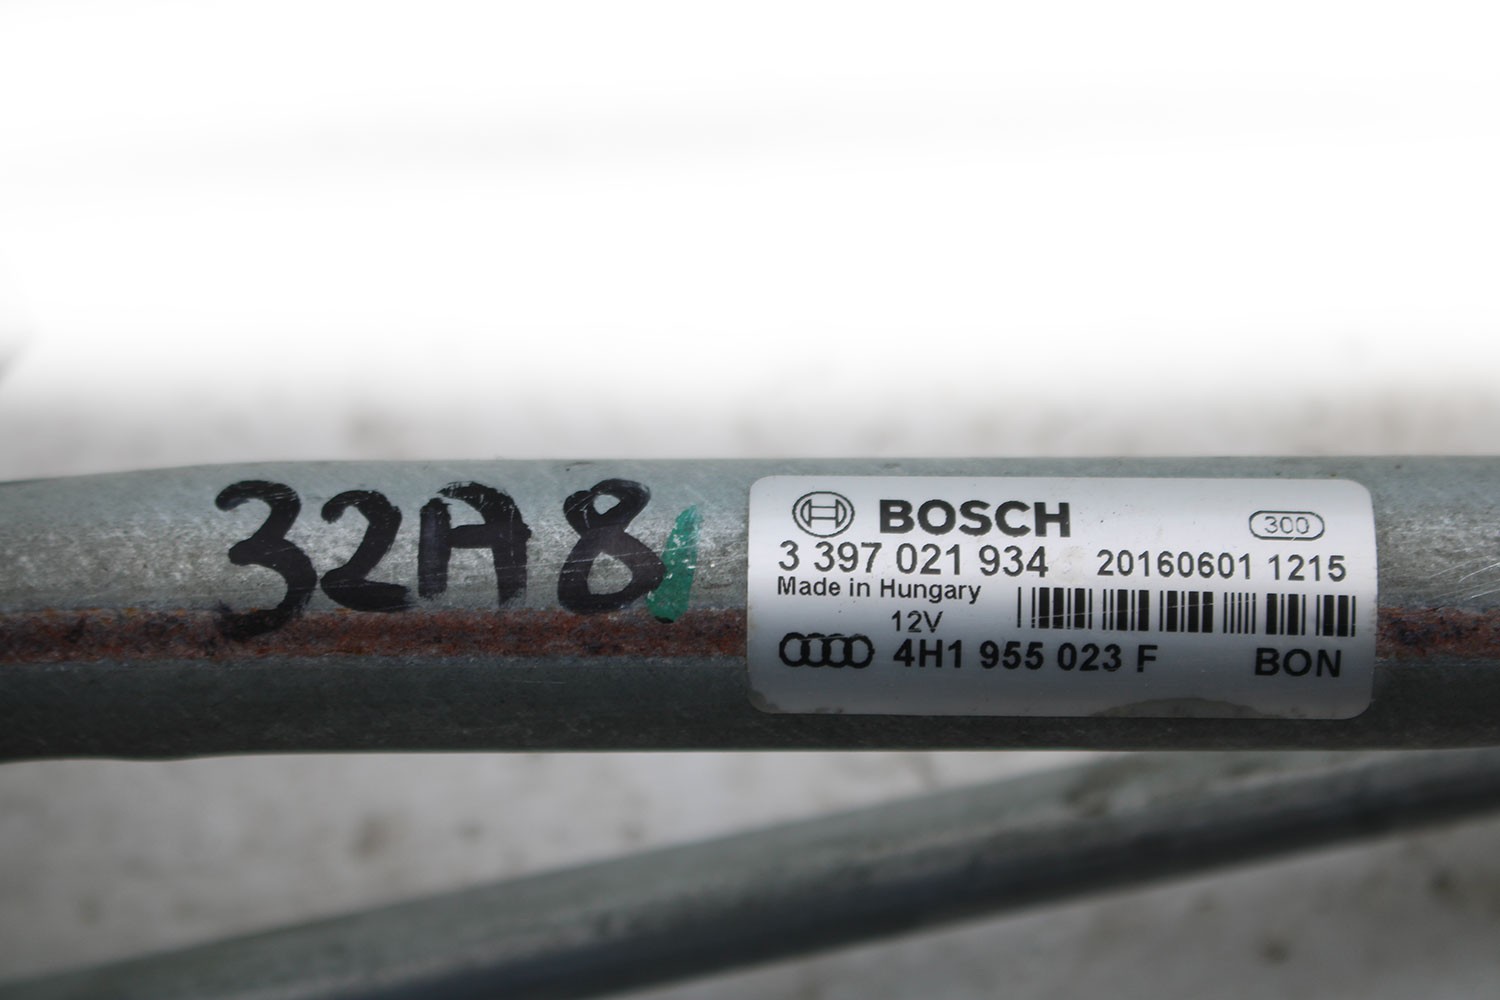 32A8
BOSCH
300
3 397 021 934 20160601 1215
Made in Hungary
12V
4H1 955 023 F BON